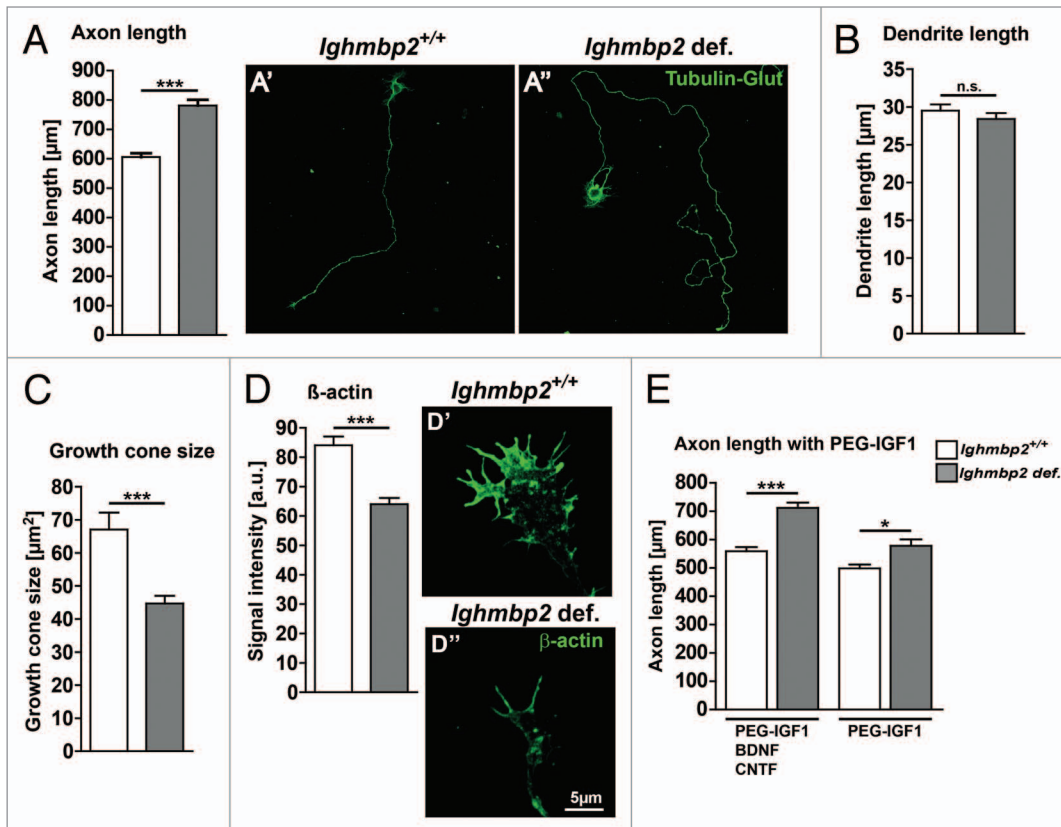 A
Axon length
Axon length [µm]
900
800
700
600
500
400
300
200
100
0
***
Ighmbp2+/+
Ighmbp2 def.
A'
A"
Tubulin-Glut
B
Dendrite length
Dendrite length [µm]
35
30
25
20
15
10
5
0
n.s.
C
Growth cone size
Growth cone size [µm²]
80
70
60
50
40
30
20
10
0
***
D
ß-actin
Signal intensity [a.u.]
90
80
70
60
50
40
30
20
10
0
***
Ighmbp2+/+
D'
Ighmbp2 def.
D"
β-actin
5µm
E
Axon length with PEG-IGF1
Ighmbp2+/+
Ighmbp2 def.
Axon length [µm]
800
700
600
500
400
300
200
100
0
***
*
PEG-IGF1
BDNF
CNTF
PEG-IGF1